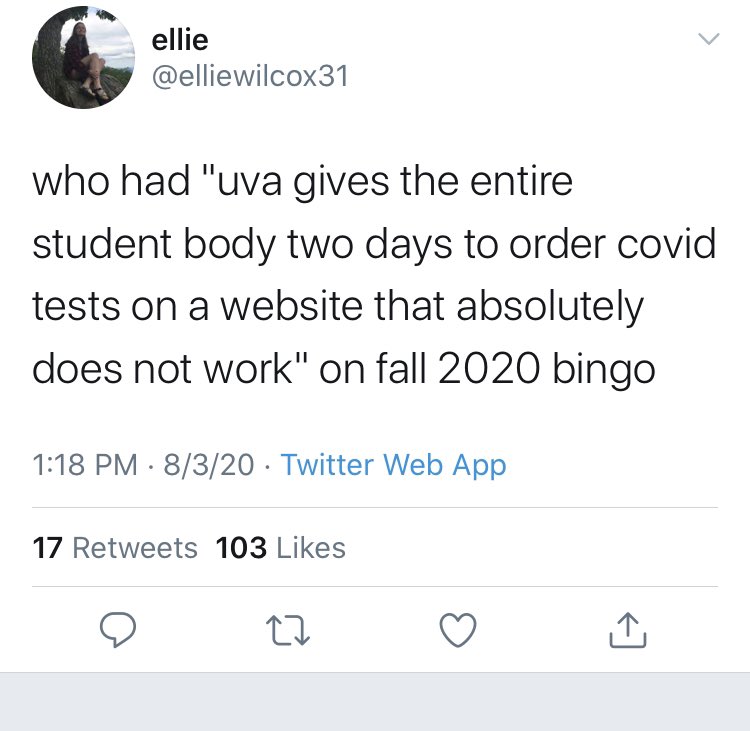 ellie
@elliewilcox31
who had "uva gives the entire
student body two days to order covid
tests on a website that absolutely
does not work" on fall 2020 bingo
1:18 PM · 8/3/20 · Twitter Web App
17 Retweets 103 Likes